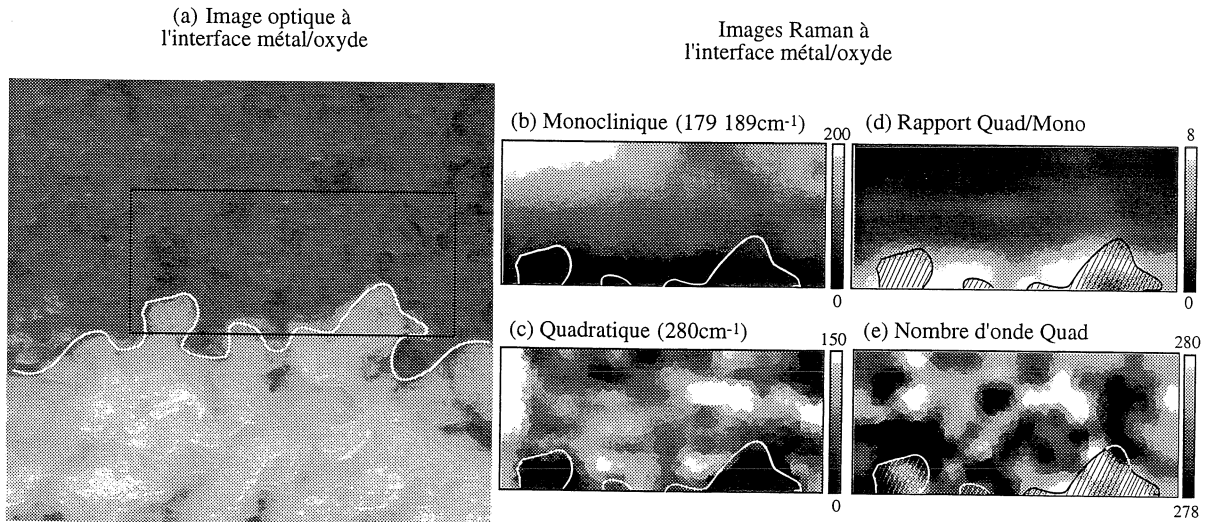 (a) Image optique à
l'interface métal/oxyde
Images Raman à
l'interface métal/oxyde
(b) Monoclinique (179 189cm-1)
200
0
(d) Rapport Quad/Mono
8
0
(c) Quadratique (280cm-1)
150
0
(e) Nombre d'onde Quad
280
278